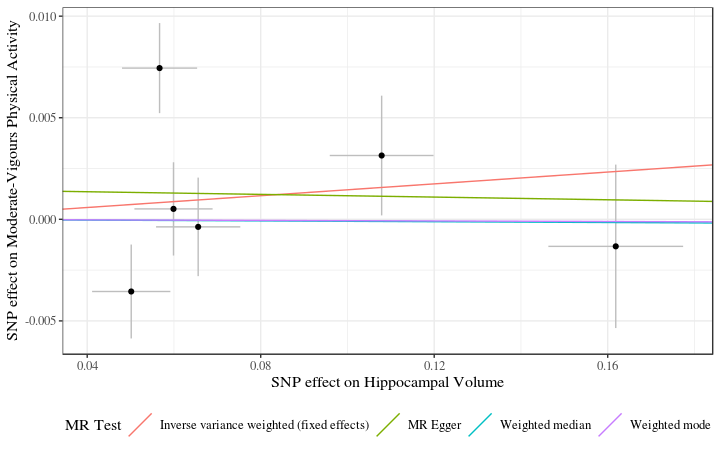 SNP effect on Moderate-Vigours Physical Activity
0.010
0.005
0.000
-0.005
0.04 0.08 0.12 0.16
SNP effect on Hippocampal Volume
MR Test Inverse variance weighted (fixed effects) MR Egger Weighted median Weighted mode